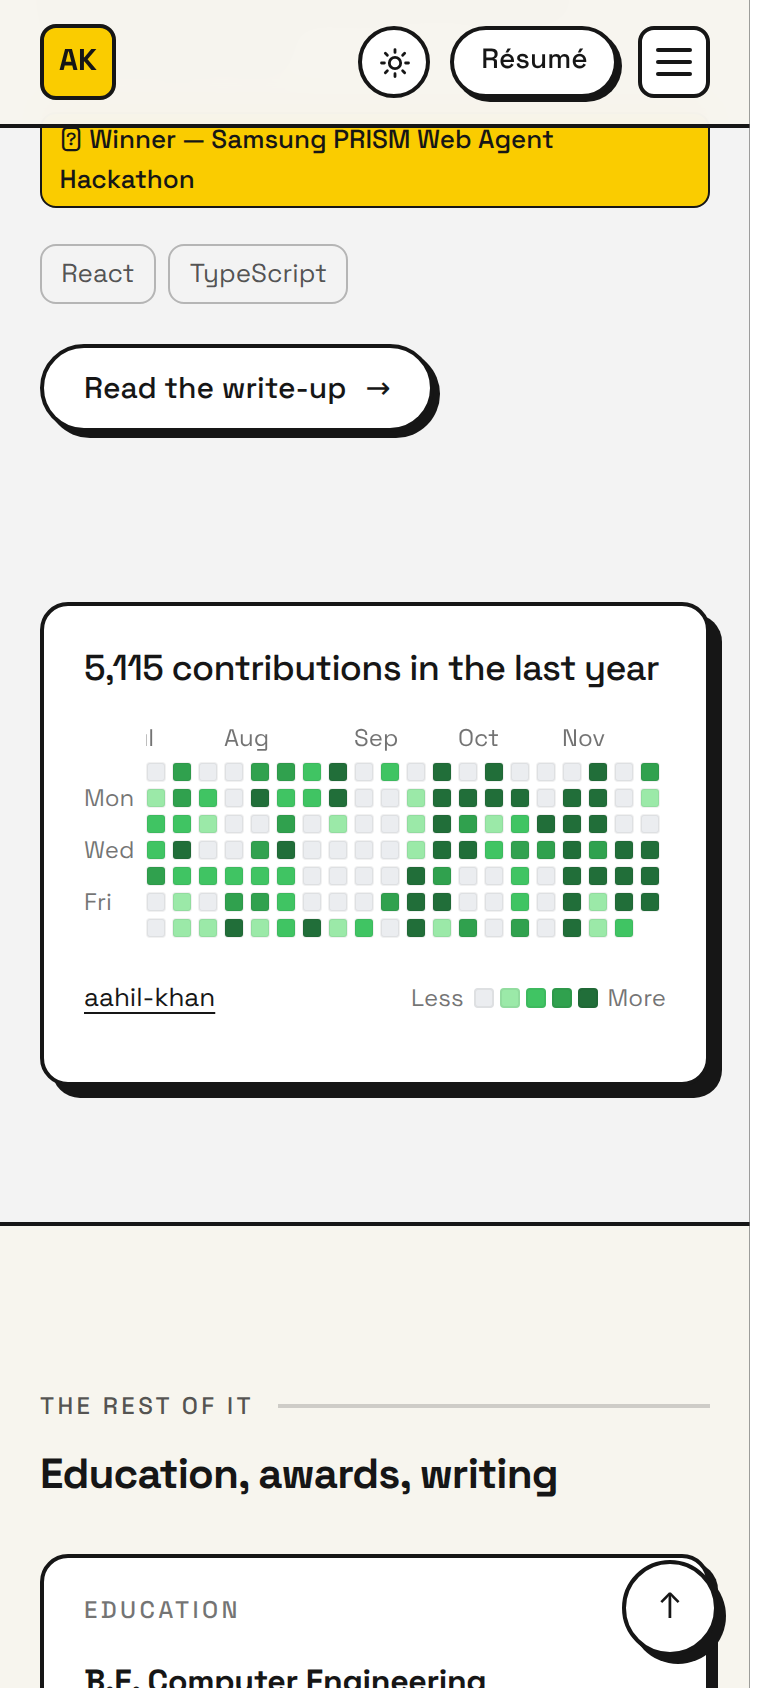 AK
Résumé
Winner — Samsung PRISM Web Agent
Hackathon
React
TypeScript
Read the write-up →
5,115 contributions in the last year
Aug Sep Oct Nov
Mon
Wed
Fri
aahil-khan
Less
More
THE REST OF IT
Education, awards, writing
EDUCATION
B.E. Computer Engineering